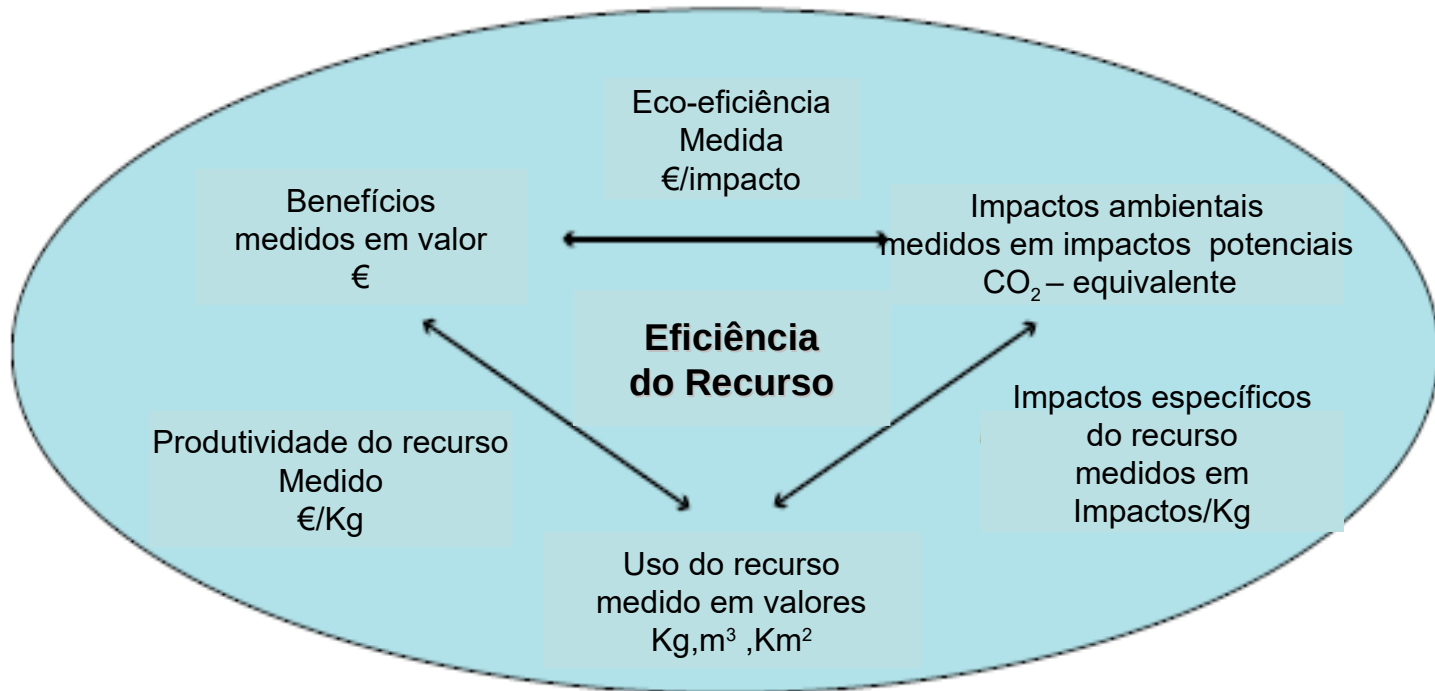 Eco-eficiência
Medida
€/impacto
Benefícios
medidos em valor
€
Impactos ambientais
medidos em impactos potenciais
CO₂ – equivalente
Eficiência
do Recurso
Produtividade do recurso
Medido
€/Kg
Impactos específicos
do recurso
medidos em
Impactos/Kg
Uso do recurso
medido em valores
Kg,m³ ,Km²